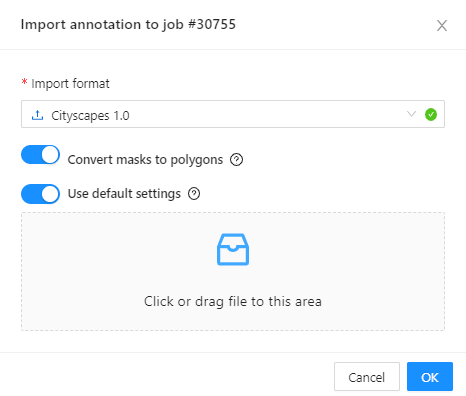 Import annotation to job #30755
* Import format
Cityscapes 1.0
Convert masks to polygons
Use default settings
Click or drag file to this area
Cancel
OK